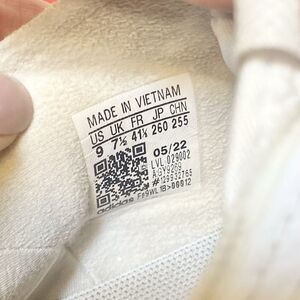 MADE IN VIETNAM
US UK FR JP CHN
9 7½ 41⅓ 260 255
05/22
LVL 029002
adidas